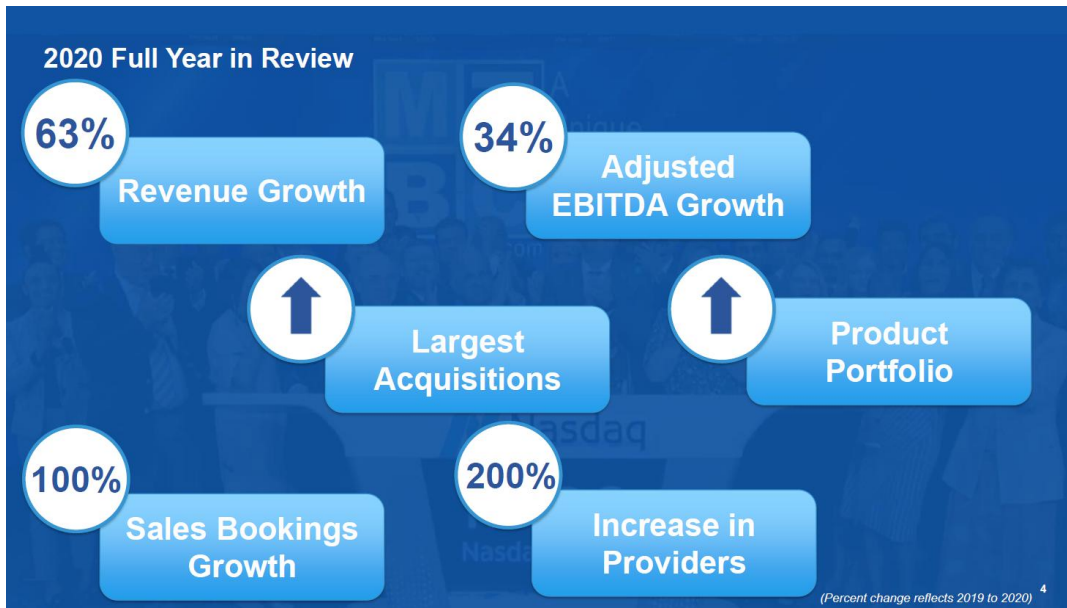 2020 Full Year in Review
63%
Revenue Growth
34%
Adjusted
EBITDA Growth
Largest
Acquisitions
Product
Portfolio
100%
Sales Bookings
Growth
200%
Increase in
Providers
Nasdaq
(Percent change reflects 2019 to 2020)
4